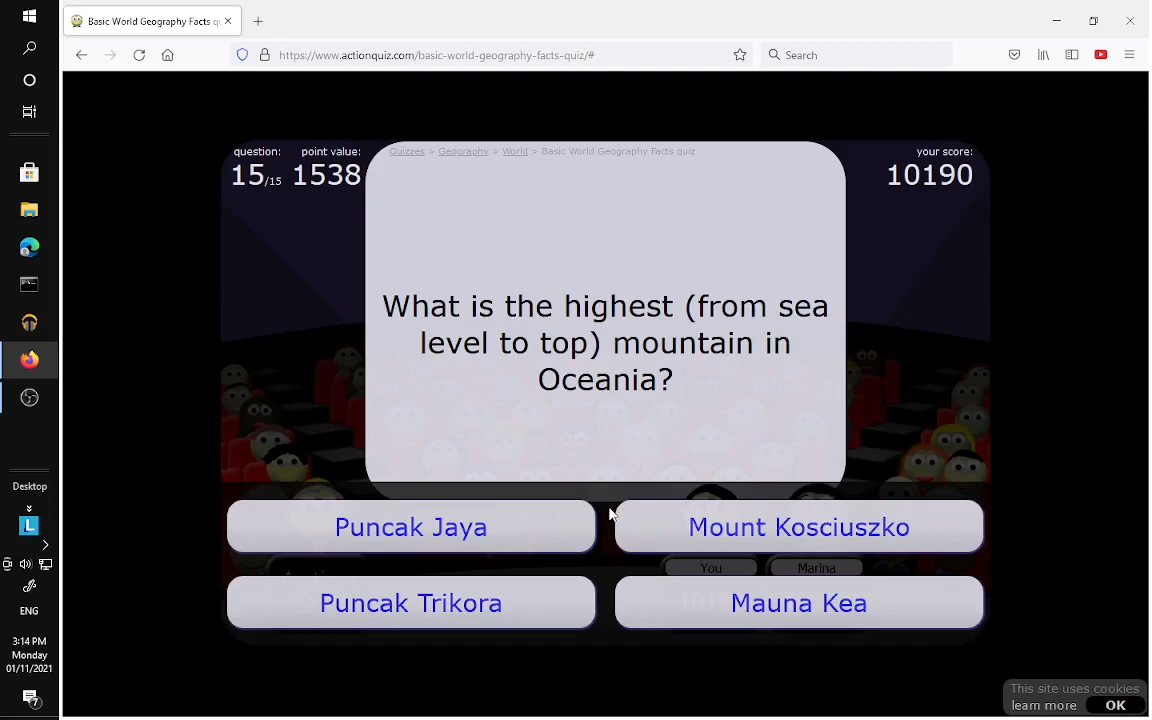 Basic World Geography Facts qu
https://www.actionquiz.com/basic-world-geography-facts-quiz/#
Search
question:
15/15
point value:
1538
Quizzes > Geography > World > Basic World Geography Facts quiz
your score:
10190
What is the highest (from sea
level to top) mountain in
Oceania?
Puncak Jaya
Mount Kosciuszko
You
Marina
Puncak Trikora
Mauna Kea
This site uses cookies
learn more
OK
Desktop
L
ENG
3:14 PM
Monday
01/11/2021
7